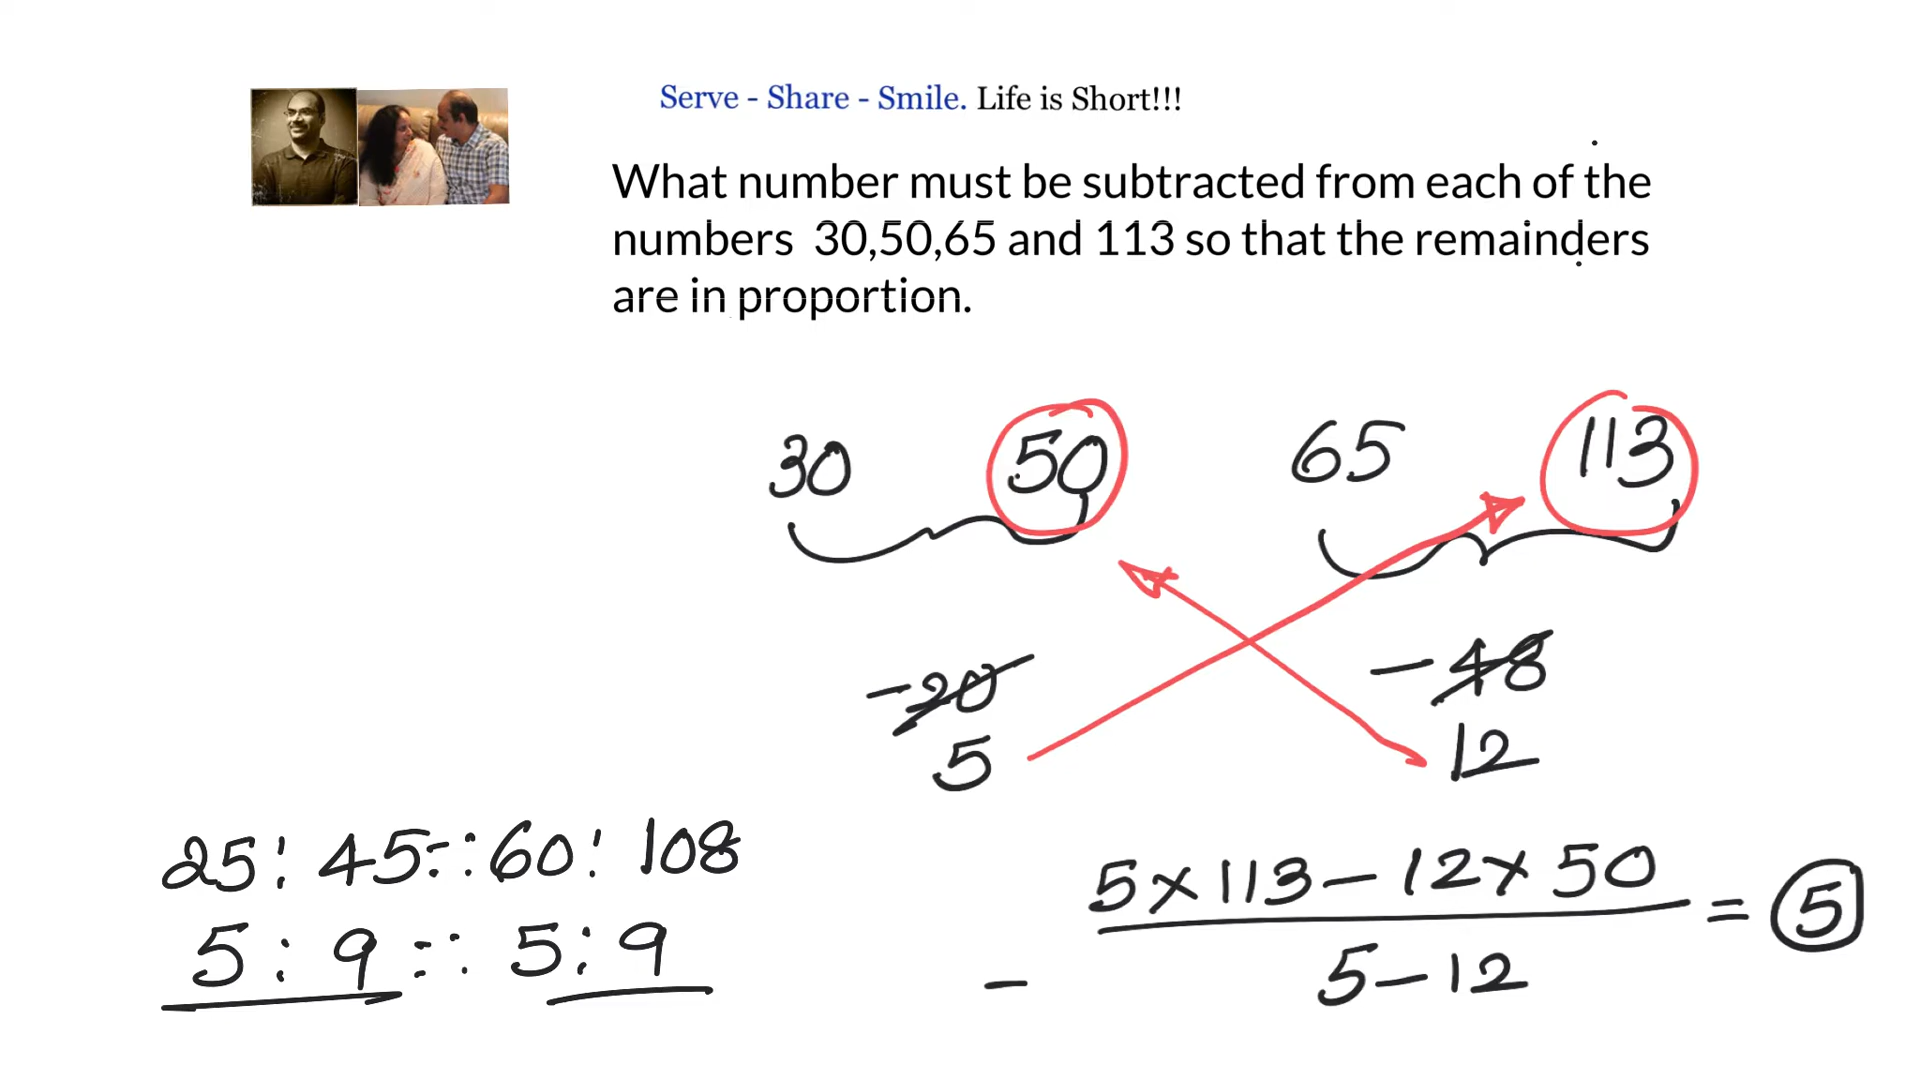 Serve - Share - Smile. Life is Short!!!
What number must be subtracted from each of the
numbers 30,50,65 and 113 so that the remainders
are in proportion.
30 50 65 113
-20 -48
5 12
25 : 45 :: 60 : 108
5 : 9 :: 5 : 9
5 x 113 - 12 x 50
= 5
- 5 - 12